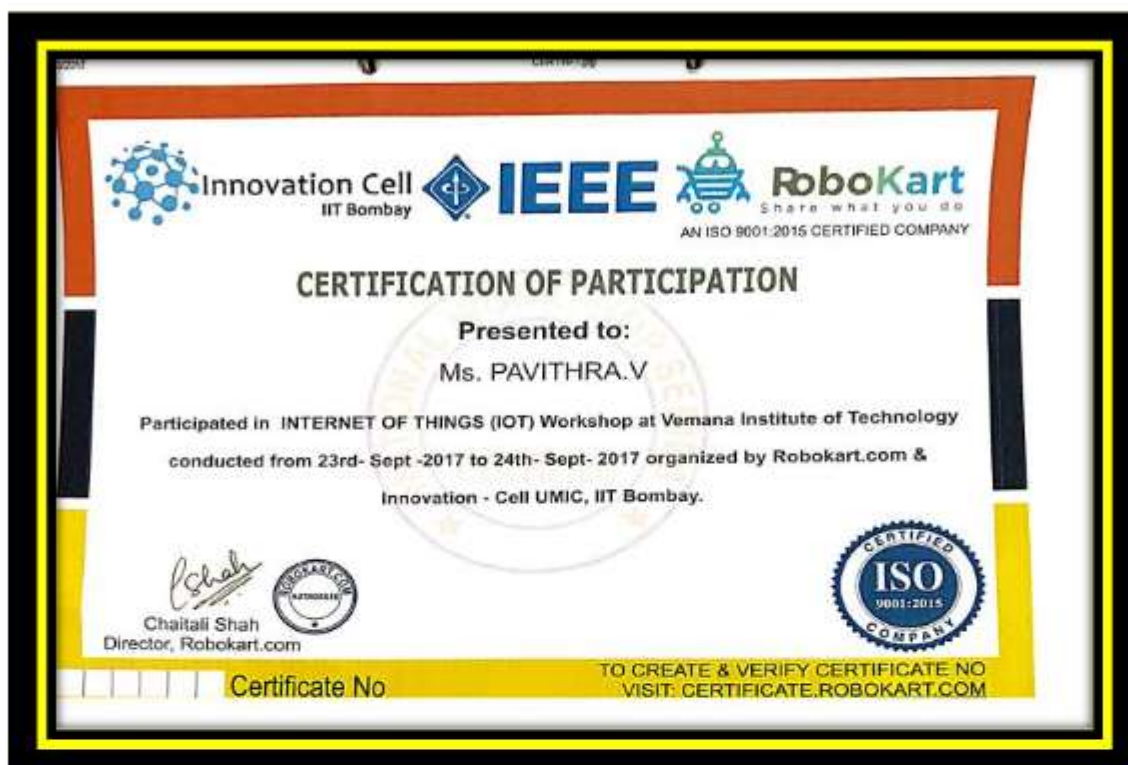 Innovation Cell
IIT Bombay
IEEE
RoboKart
Share what you do
AN ISO 9001:2015 CERTIFIED COMPANY
CERTIFICATION OF PARTICIPATION
Presented to:
Ms. PAVITHRA.V
Participated in INTERNET OF THINGS (IOT) Workshop at Vemana Institute of Technology
conducted from 23rd- Sept -2017 to 24th- Sept- 2017 organized by Robokart.com &
Innovation - Cell UMIC, IIT Bombay.
CShah
ROBOKART.COM
Chaitali Shah
Director, Robokart.com
CERTIFIED
ISO
9001:2015
COMPANY
Certificate No
TO CREATE & VERIFY CERTIFICATE NO
VISIT: CERTIFICATE.ROBOKART.COM